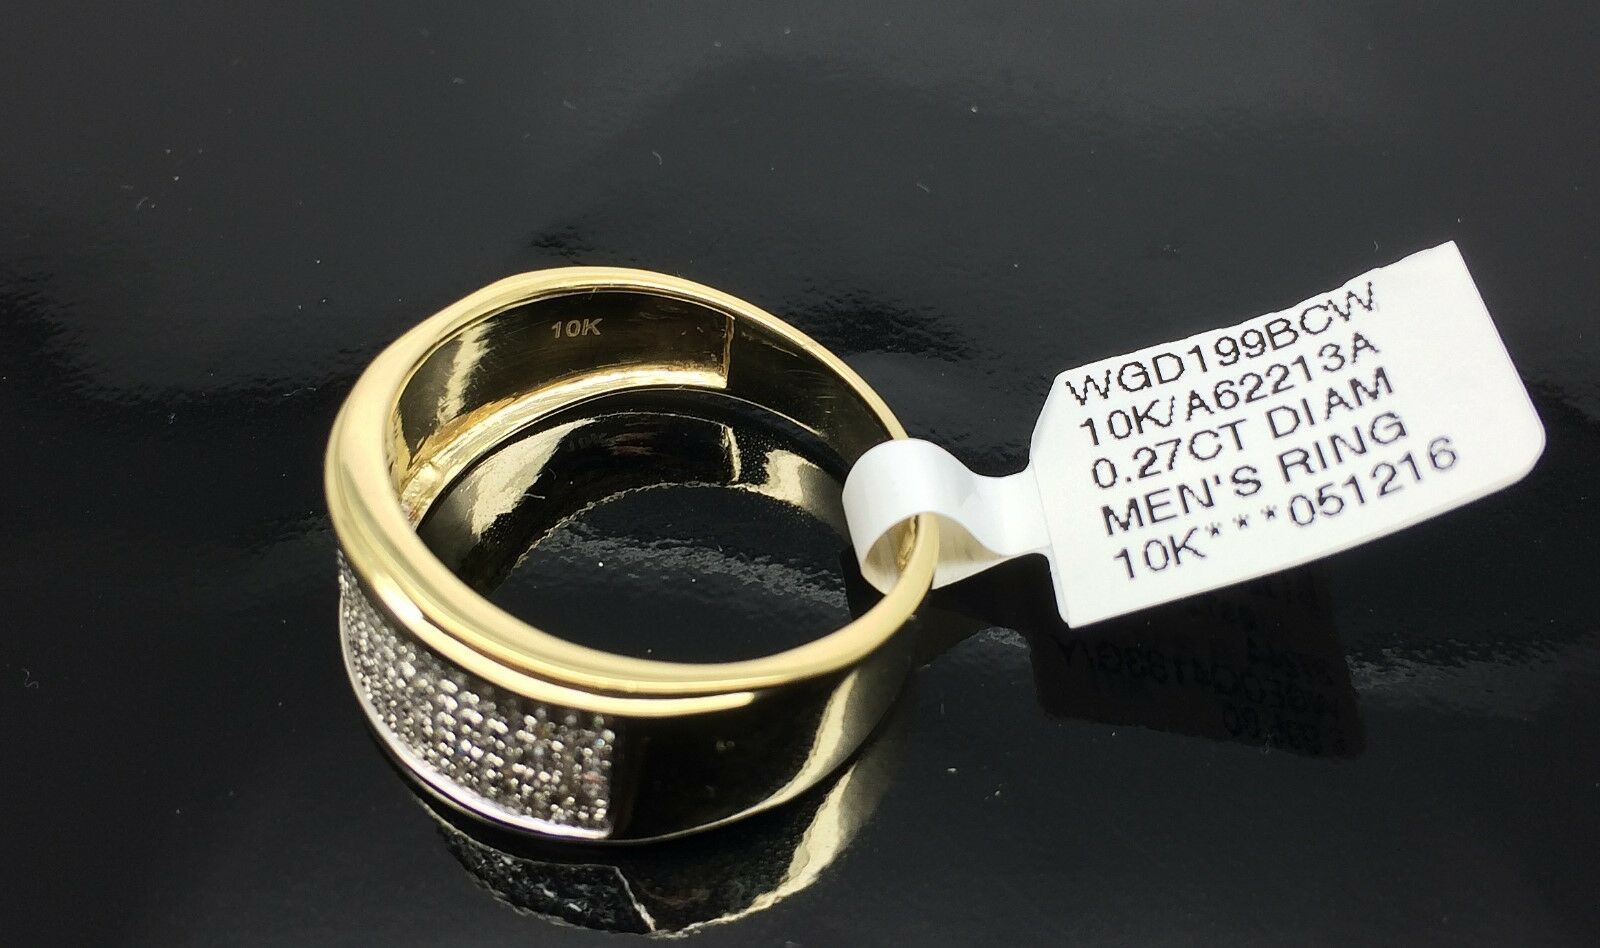 10K
WGD199BCW
10K/A62213A
0.27CT DIAM
MEN'S RING
10K***051216